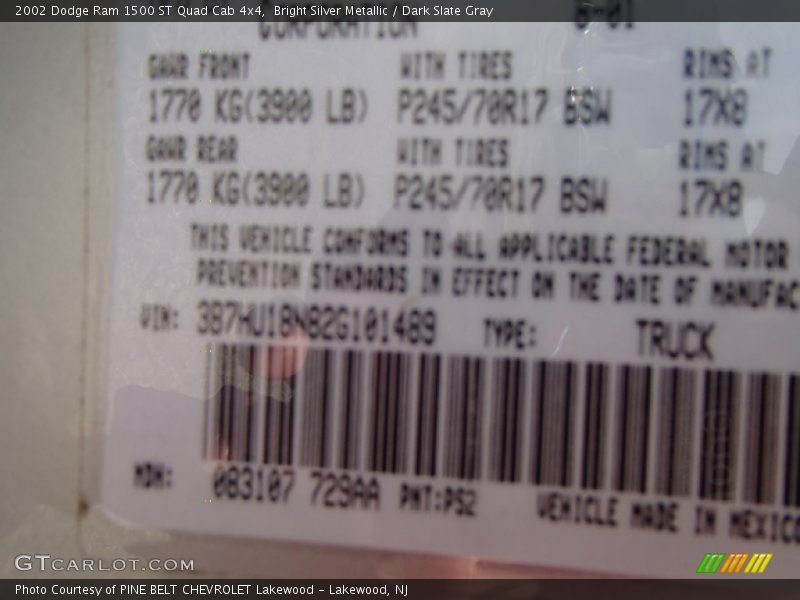 2002 Dodge Ram 1500 ST Quad Cab 4x4,  Bright Silver Metallic / Dark Slate Gray
CORPORATION 8-01
GAWR FRONT WITH TIRES RIMS AT
1770 KG(3900 LB) P245/70R17 BSW 17X8
GAWR REAR WITH TIRES RIMS AT
1770 KG(3900 LB) P245/70R17 BSW 17X8
THIS VEHICLE CONFORMS TO ALL APPLICABLE FEDERAL MOTOR
PREVENTION STANDARDS IN EFFECT ON THE DATE OF MANUFAC
VIN: 3B7HU18N82G101489 TYPE: TRUCK
MDH: 083107 729AA PNT:PS2 VEHICLE MADE IN MEXICO
GTCARLOT.COM
Photo Courtesy of PINE BELT CHEVROLET Lakewood - Lakewood, NJ